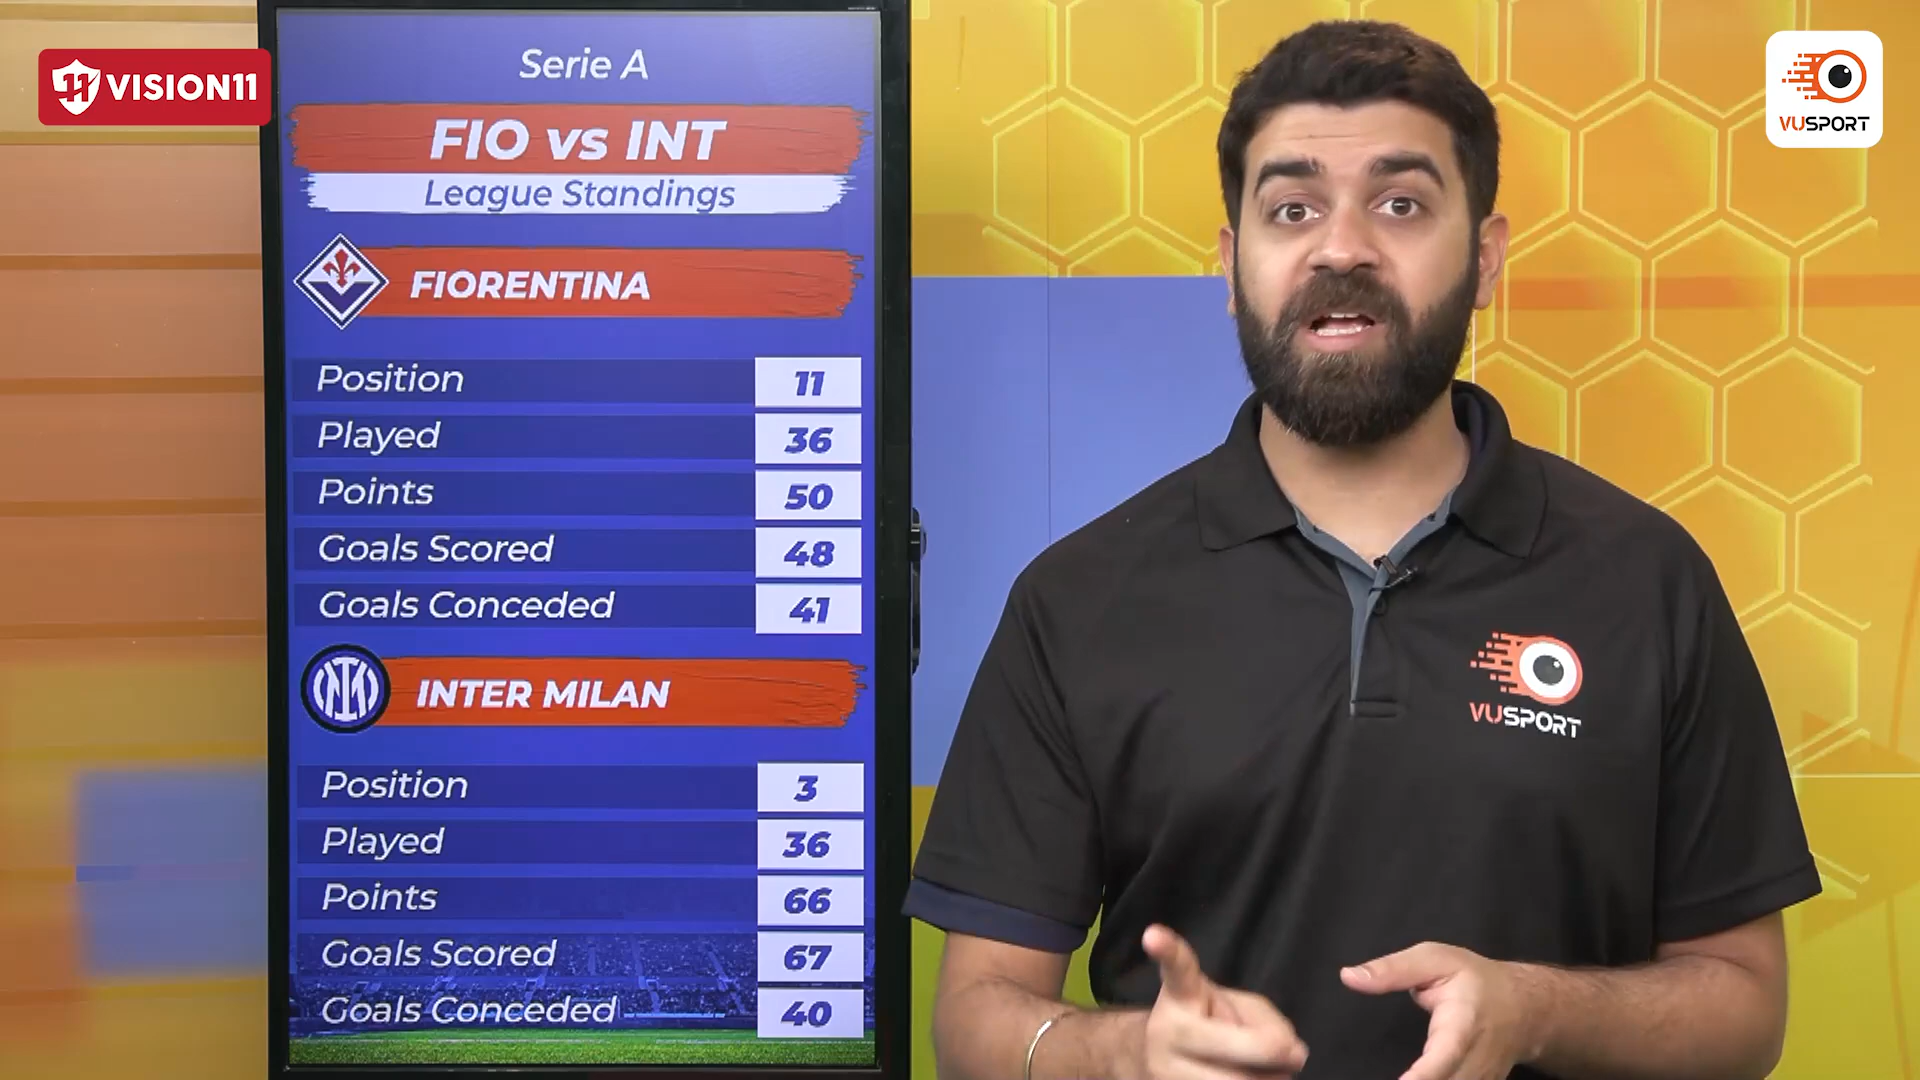 VISION11
Serie A
FIO vs INT
League Standings
FIORENTINA
Position 11
Played 36
Points 50
Goals Scored 48
Goals Conceded 41
INTER MILAN
Position 3
Played 36
Points 66
Goals Scored 67
Goals Conceded 40
VUSPORT
VUSPORT